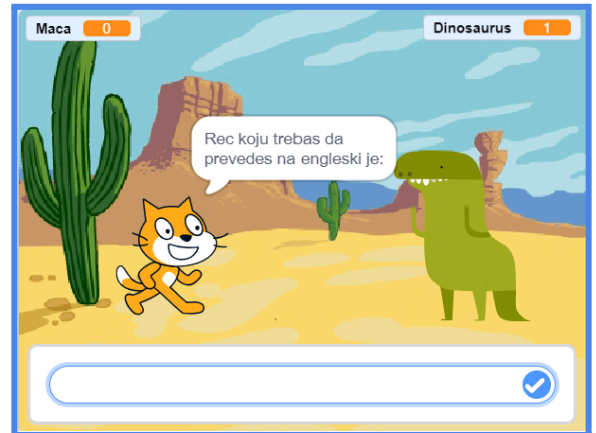 Maca 0
Dinosaurus 1
Rec koju trebas da
prevedes na engleski je: